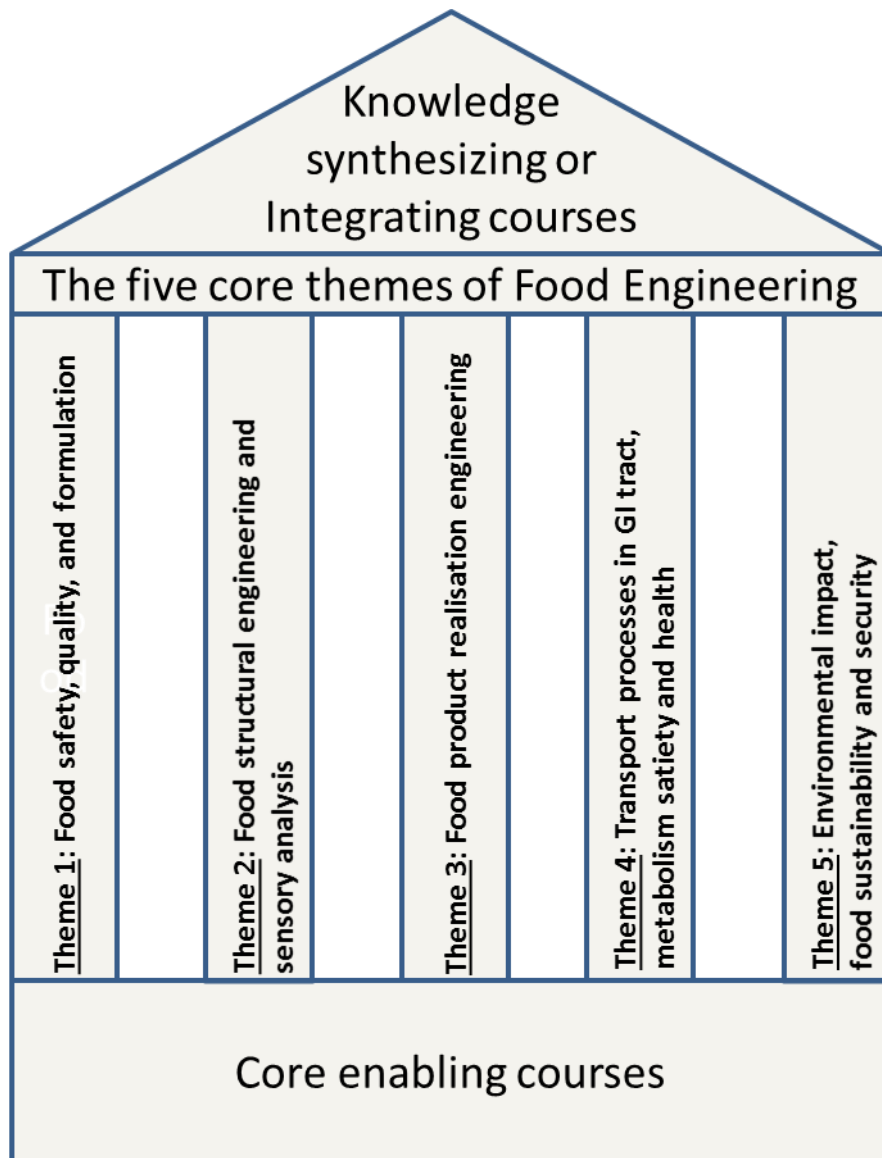 Knowledge
synthesizing or
Integrating courses
The five core themes of Food Engineering
Theme 1: Food safety, quality, and formulation
Theme 2: Food structural engineering and
sensory analysis
Theme 3: Food product realisation engineering
Theme 4: Transport processes in GI tract,
metabolism satiety and health
Theme 5: Environmental impact,
food sustainability and security
Core enabling courses